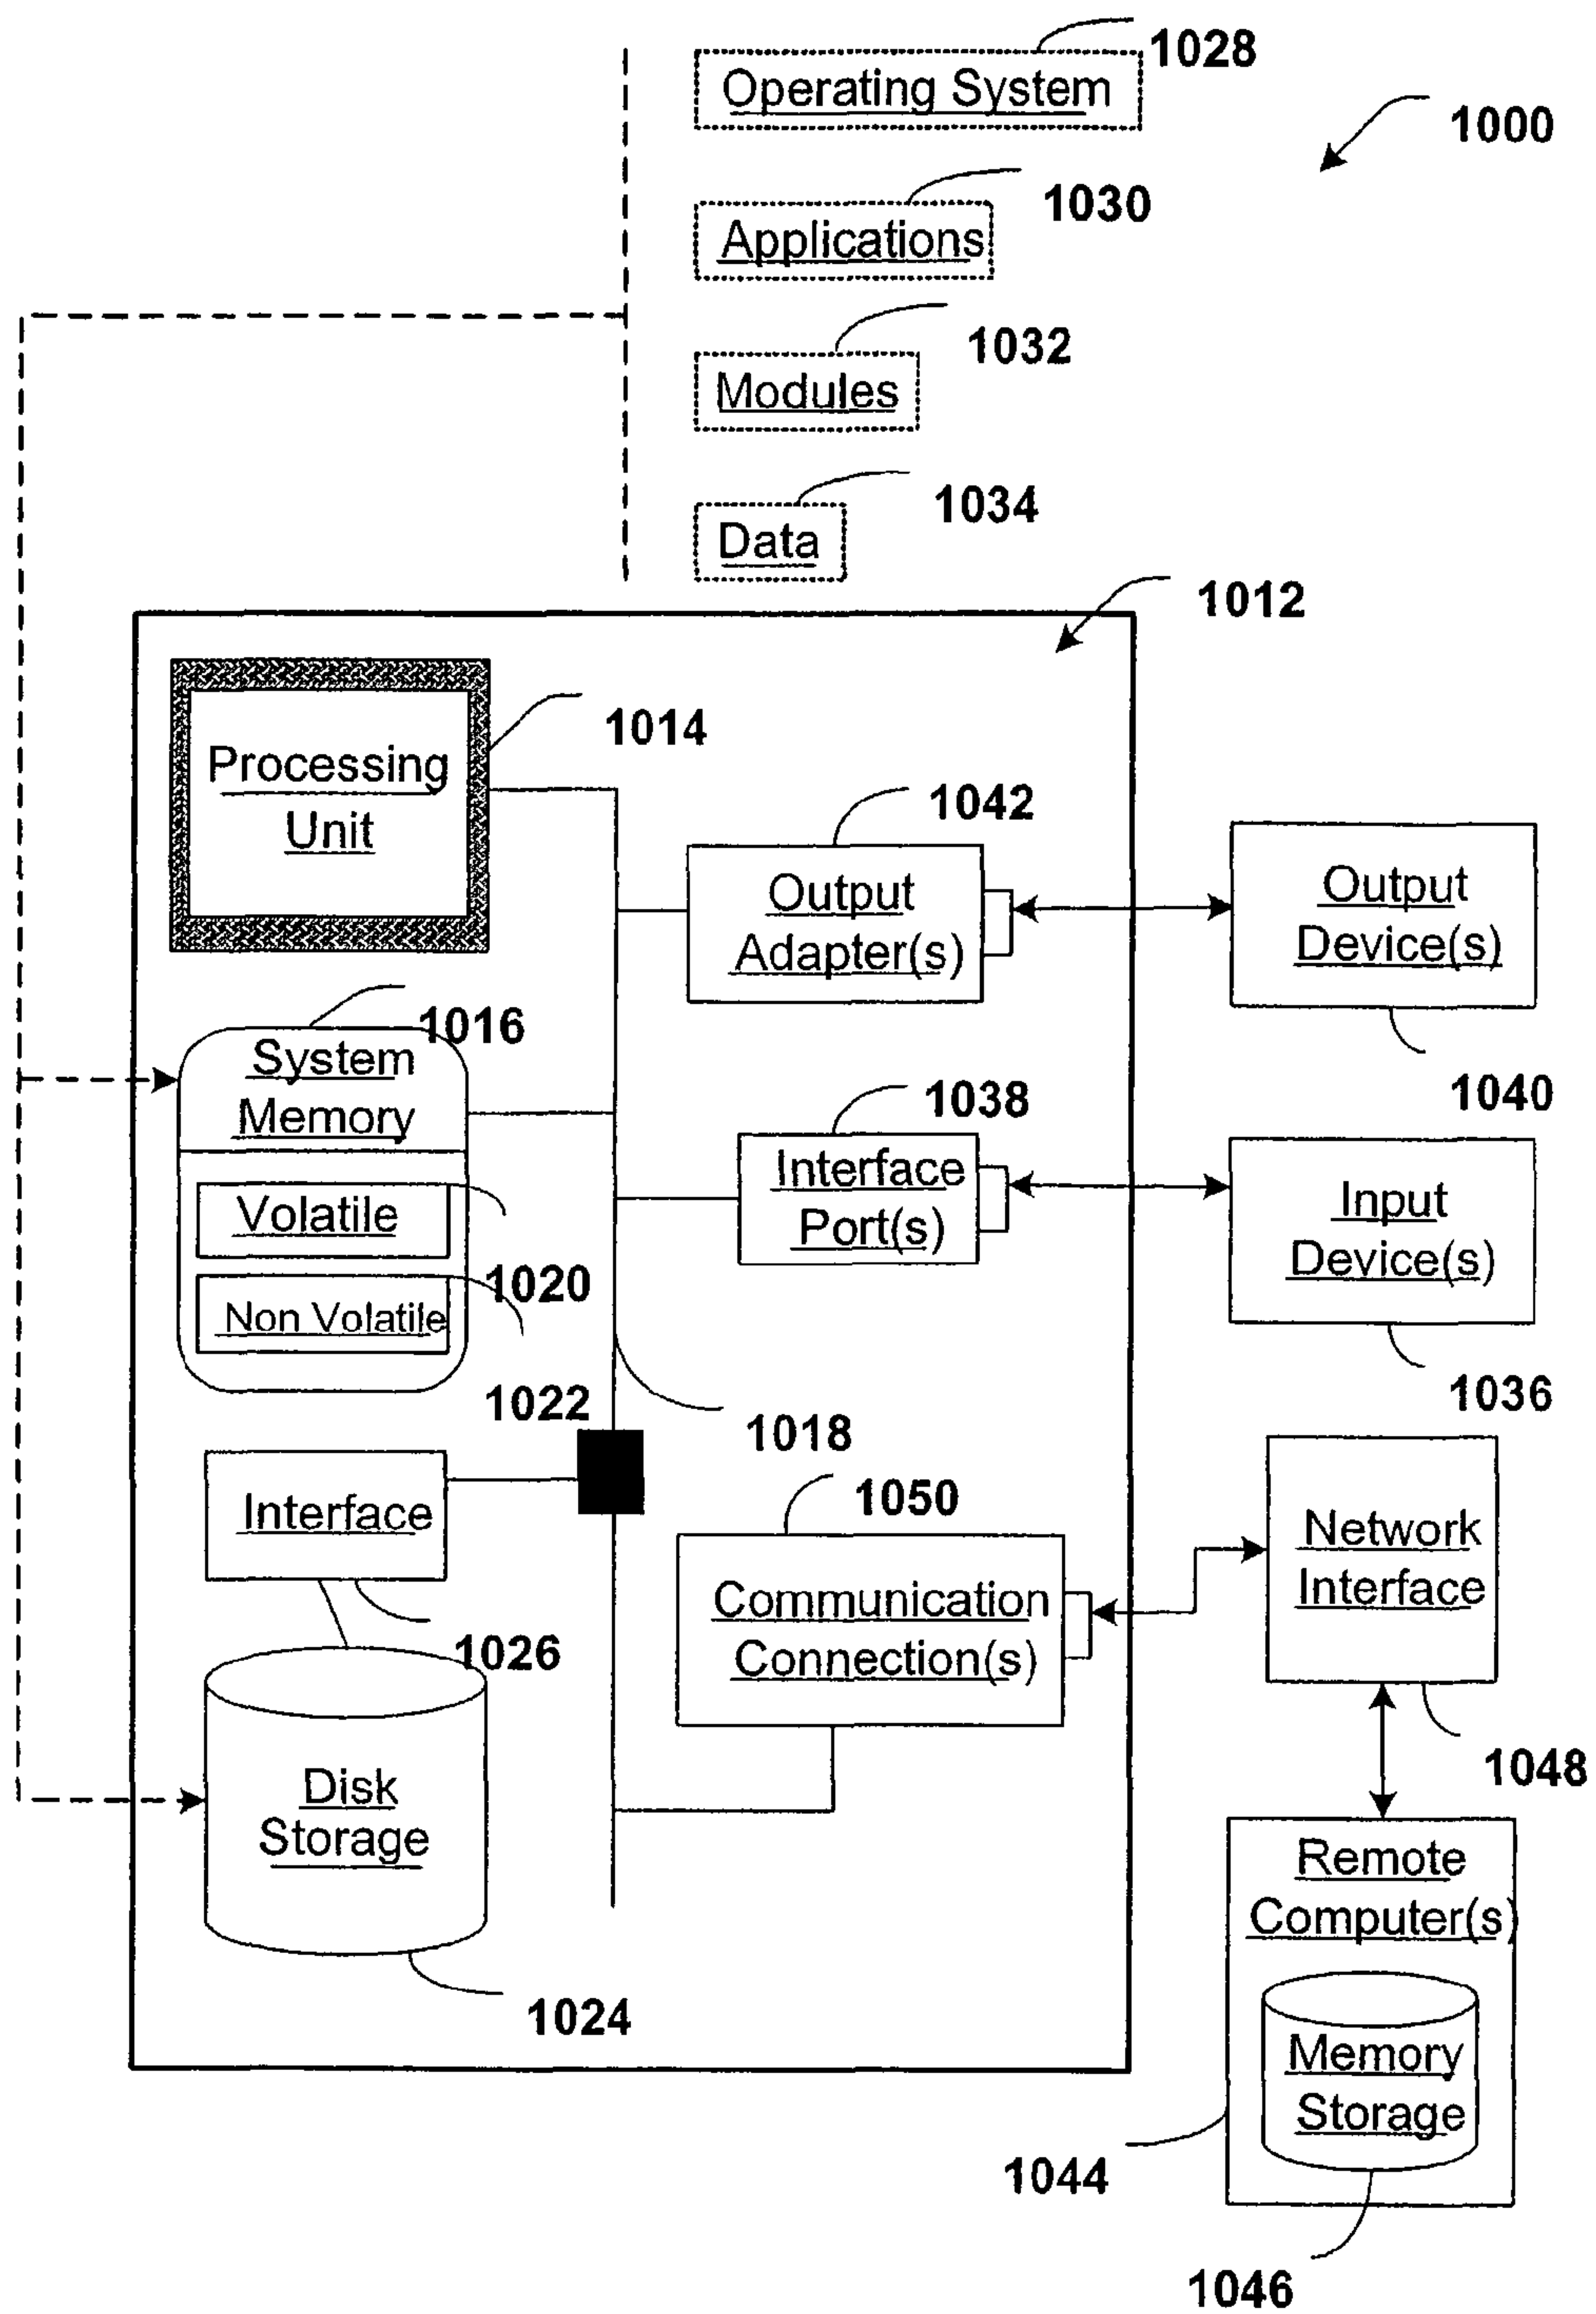 1028
Operating System
1000
1030
Applications
1032
Modules
1034
Data
1012
1014
Processing
Unit
1042
Output
Adapter(s)
Output
Device(s)
1040
1016
System
Memory
1038
Interface
Port(s)
Input
Device(s)
1036
Volatile
1020
Non Volatile
1022
1018
Interface
1026
1050
Communication
Connection(s)
Network
Interface
1048
Disk
Storage
1024
Remote
Computer(s)
Memory
Storage
1044
1046